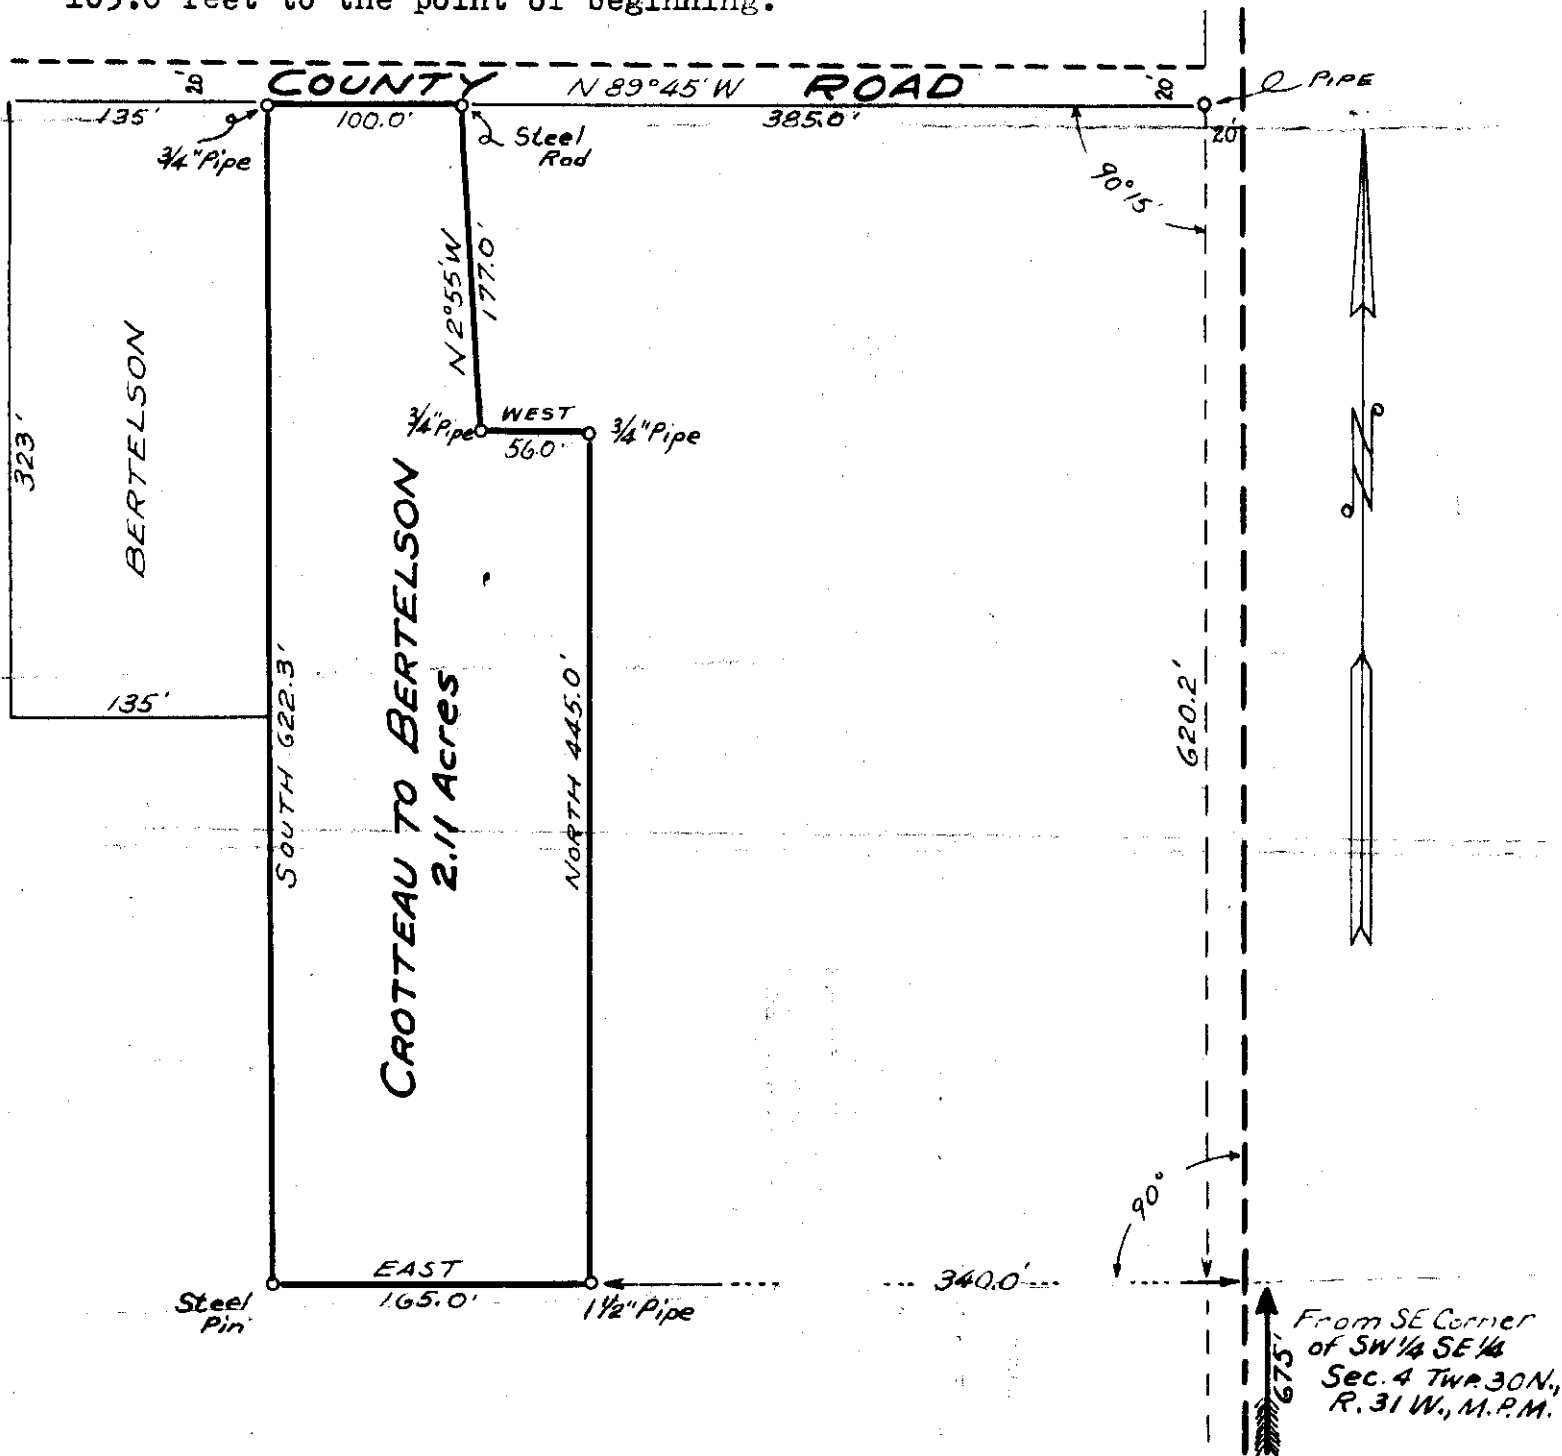 feet to the point of beginning.
COUNTY ROAD
N 89°45' W
20'
20'
PIPE
135'
100.0'
385.0'
20'
3/4" Pipe
Steel
Rod
90°15'
N 2°55' W
177.0'
BERTELSON
323'
3/4" Pipe
WEST
56.0'
3/4" Pipe
N
CROTTEAU TO BERTELSON
2.11 Acres
SOUTH 622.3'
NORTH 445.0'
620.2'
135'
90°
EAST
165.0'
340.0'
Steel
Pin
1 1/2" Pipe
675'
From SE Corner
of SW 1/4 SE 1/4
Sec. 4 TWP. 30 N.,
R. 31 W., M.P.M.